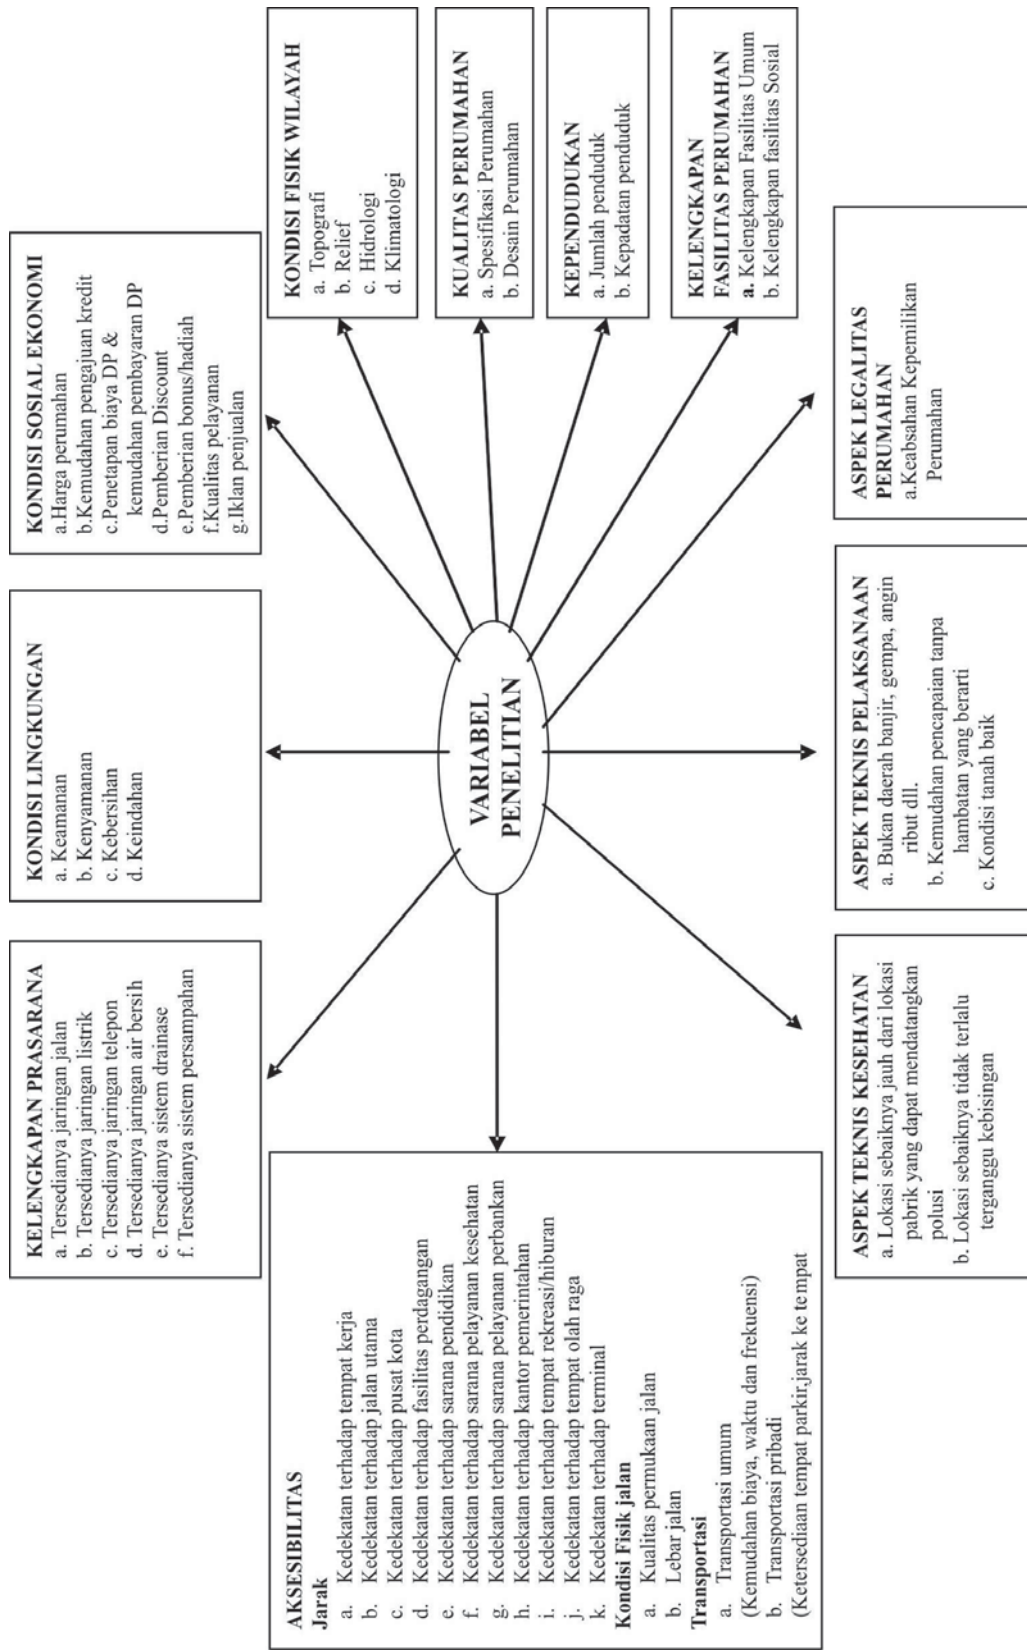 KELENGKAPAN PRASARANA
a. Tersedianya jaringan jalan
b. Tersedianya jaringan listrik
c. Tersedianya jaringan telepon
d. Tersedianya jaringan air bersih
e. Tersedianya sistem drainase
f. Tersedianya sistem persampahan
KONDISI LINGKUNGAN
a. Keamanan
b. Kenyamanan
c. Kebersihan
d. Keindahan
KONDISI SOSIAL EKONOMI
a.Harga perumahan
b.Kemudahan pengajuan kredit
c.Penetapan biaya DP &
kemudahan pembayaran DP
d.Pemberian Discount
e.Pemberian bonus/hadiah
f.Kualitas pelayanan
g.Iklan penjualan
KONDISI FISIK WILAYAH
a. Topografi
b. Relief
c. Hidrologi
d. Klimatologi
KUALITAS PERUMAHAN
a. Spesifikasi Perumahan
b. Desain Perumahan
KEPENDUDUKAN
a. Jumlah penduduk
b. Kepadatan penduduk
KELENGKAPAN
FASILITAS PERUMAHAN
a. Kelengkapan Fasilitas Umum
b. Kelengkapan fasilitas Sosial
VARIABEL
PENELITIAN
AKSESIBILITAS
Jarak
a. Kedekatan terhadap tempat kerja
b. Kedekatan terhadap jalan utama
c. Kedekatan terhadap pusat kota
d. Kedekatan terhadap fasilitas perdagangan
e. Kedekatan terhadap sarana pendidikan
f. Kedekatan terhadap sarana pelayanan kesehatan
g. Kedekatan terhadap sarana pelayanan perbankan
h. Kedekatan terhadap kantor pemerintahan
i. Kedekatan terhadap tempat rekreasi/hiburan
j. Kedekatan terhadap tempat olah raga
k. Kedekatan terhadap terminal
Kondisi Fisik jalan
a. Kualitas permukaan jalan
b. Lebar jalan
Transportasi
a. Transportasi umum
(Kemudahan biaya, waktu dan frekuensi)
b. Transportasi pribadi
(Ketersediaan tempat parkir,jarak ke tempat
ASPEK TEKNIS KESEHATAN
a. Lokasi sebaiknya jauh dari lokasi
pabrik yang dapat mendatangkan
polusi
b. Lokasi sebaiknya tidak terlalu
terganggu kebisingan
ASPEK TEKNIS PELAKSANAAN
a. Bukan daerah banjir, gempa, angin
ribut dll.
b. Kemudahan pencapaian tanpa
hambatan yang berarti
c. Kondisi tanah baik
ASPEK LEGALITAS
PERUMAHAN
a.Keabsahan Kepemilikan
Perumahan